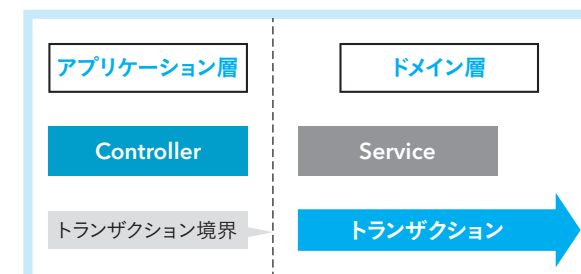 アプリケーション層
ドメイン層
Controller
Service
トランザクション境界
トランザクション